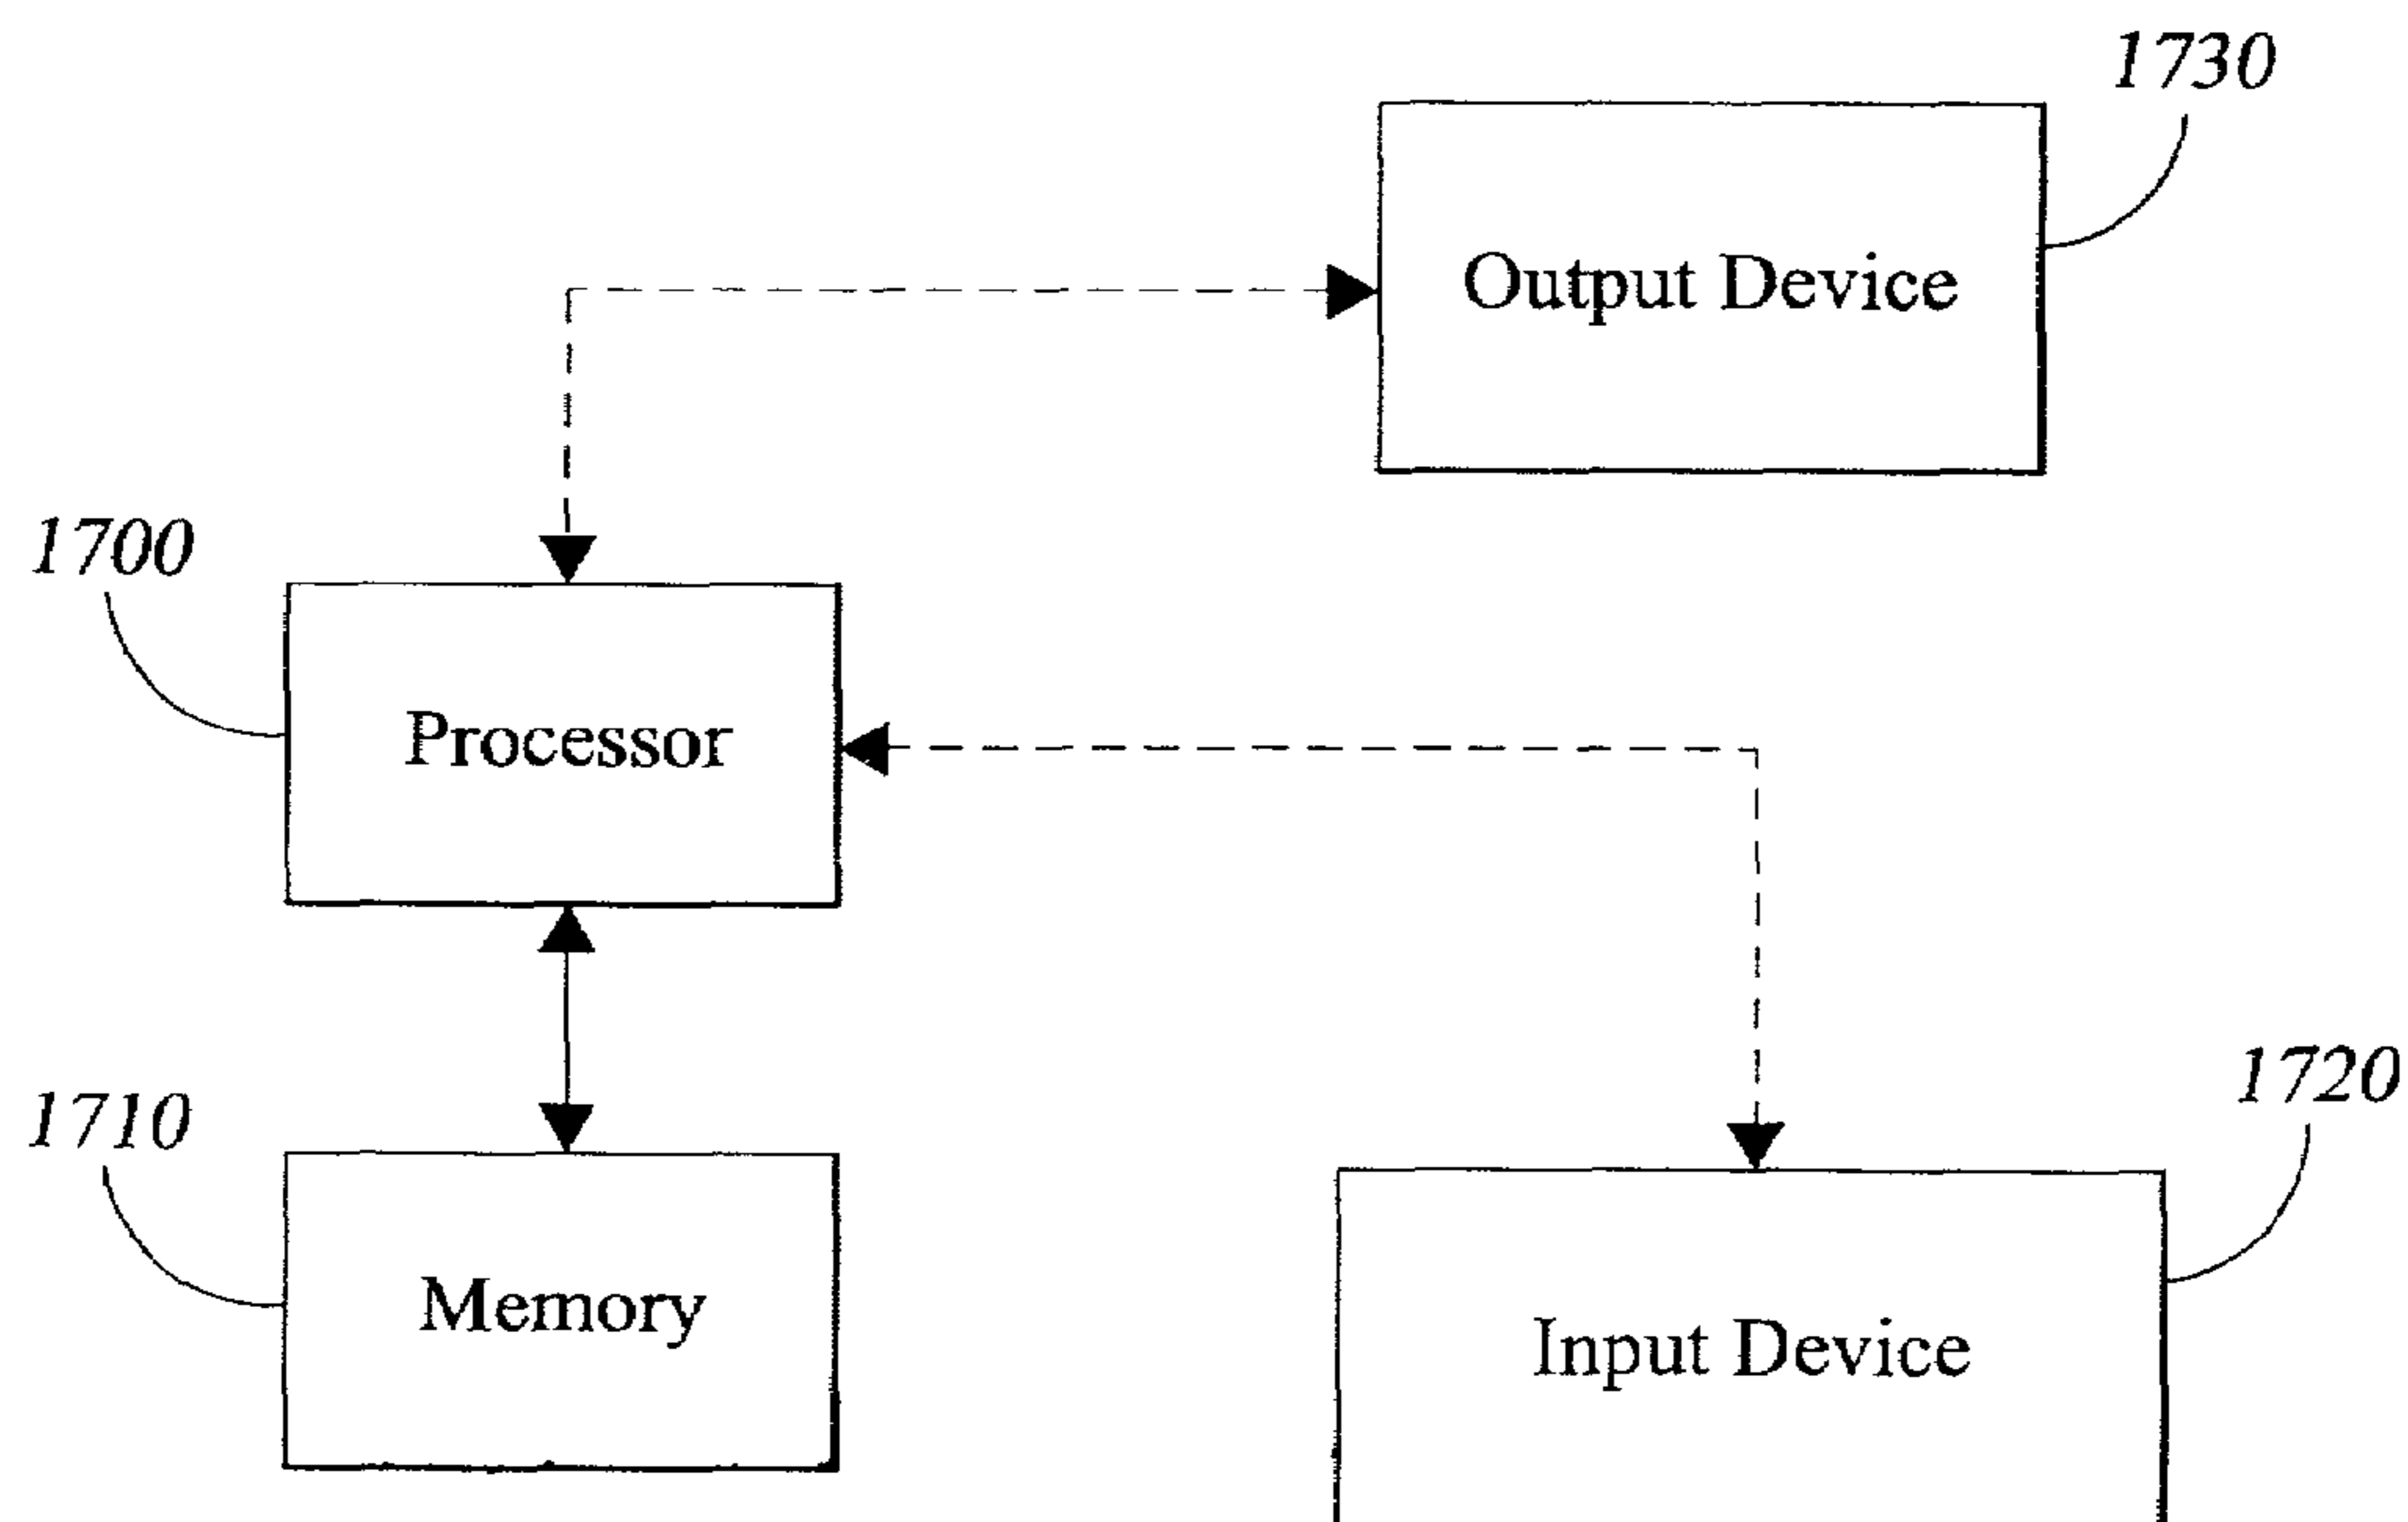 1730
Output Device
1700
Processor
1710
Memory
1720
Input Device